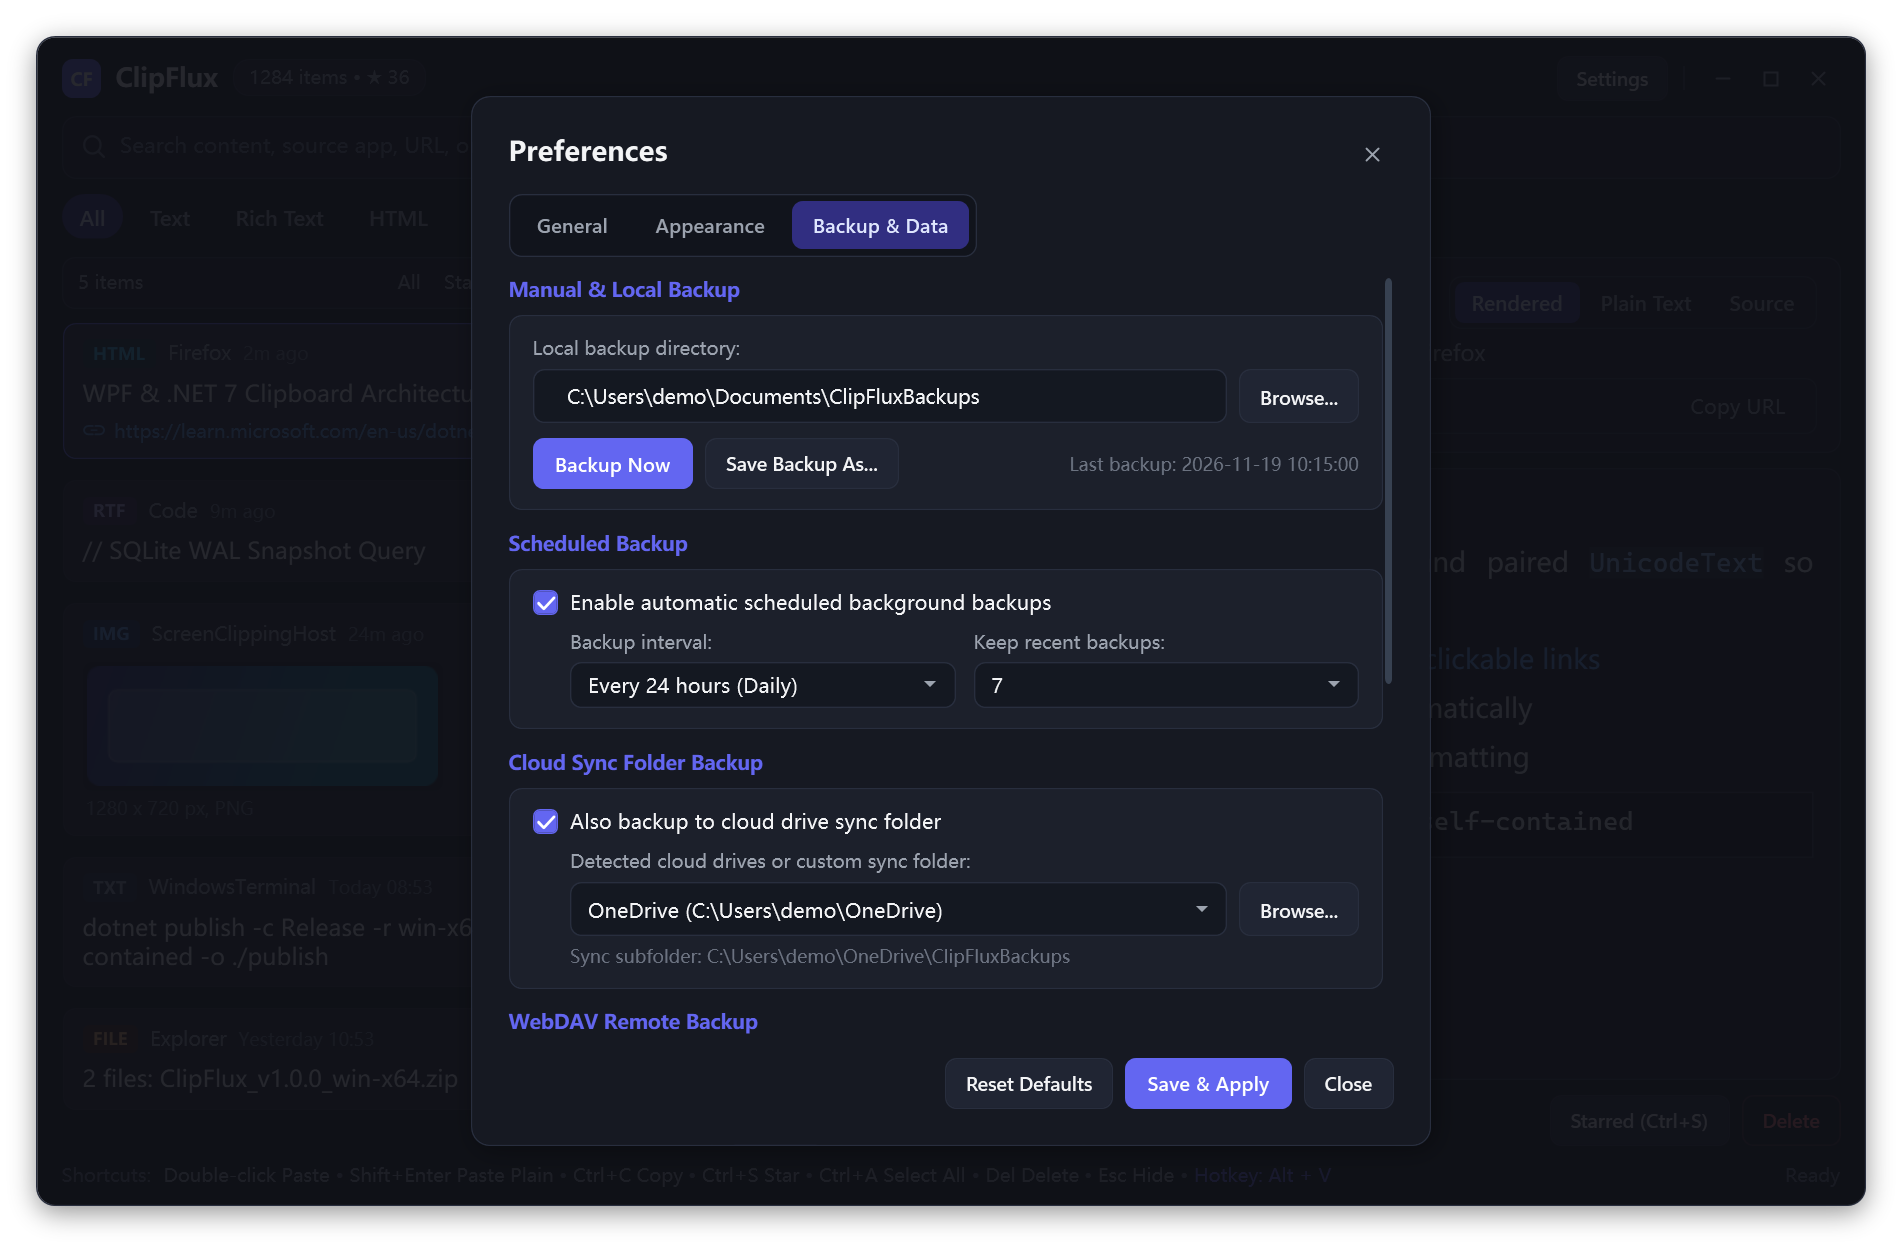 CF ClipFlux 1284 items • ★ 36
Settings
Search content, source app, URL, o
All Text Rich Text HTML
5 items All Sta
HTML Firefox 2m ago
WPF & .NET 7 Clipboard Architectu
https://learn.microsoft.com/en-us/dotne
RTF Code 9m ago
// SQLite WAL Snapshot Query
IMG ScreenClippingHost 24m ago
1280 x 720 px, PNG
TXT WindowsTerminal Today 08:53
dotnet publish -c Release -r win-x6
contained -o ./publish
FILE Explorer Yesterday 10:53
2 files: ClipFlux_v1.0.0_win-x64.zip
Preferences
General Appearance Backup & Data
Manual & Local Backup
Local backup directory:
C:\Users\demo\Documents\ClipFluxBackups Browse...
Backup Now Save Backup As... Last backup: 2026-11-19 10:15:00
Scheduled Backup
Enable automatic scheduled background backups
Backup interval: Keep recent backups:
Every 24 hours (Daily) 7
Cloud Sync Folder Backup
Also backup to cloud drive sync folder
Detected cloud drives or custom sync folder:
OneDrive (C:\Users\demo\OneDrive) Browse...
Sync subfolder: C:\Users\demo\OneDrive\ClipFluxBackups
WebDAV Remote Backup
Reset Defaults Save & Apply Close
Rendered Plain Text Source
refox
Copy URL
nd paired UnicodeText so
clickable links
matically
matting
elf-contained
Starred (Ctrl+S) Delete
Shortcuts: Double-click Paste • Shift+Enter Paste Plain • Ctrl+C Copy • Ctrl+S Star • Ctrl+A Select All • Del Delete • Esc Hide • Hotkey: Alt + V
Ready